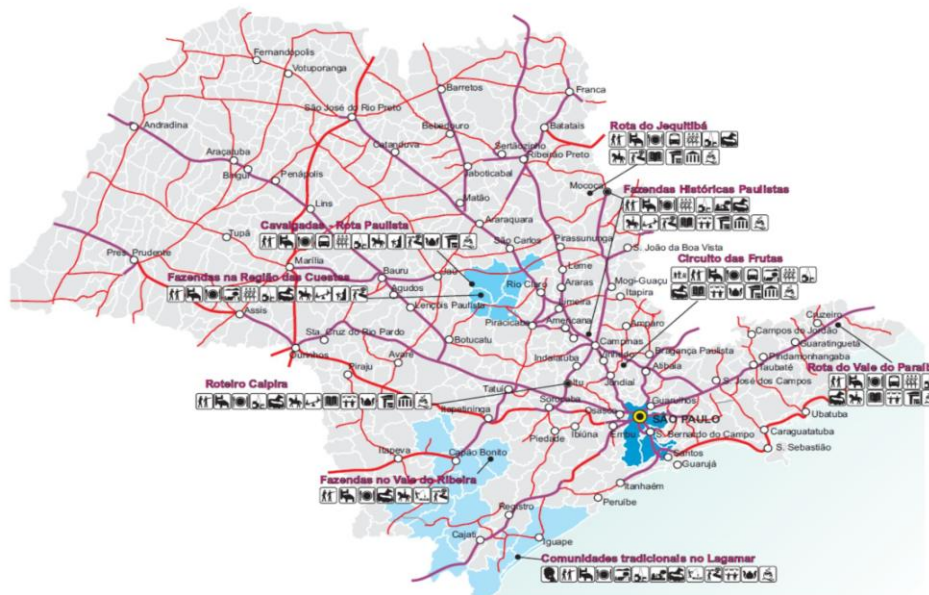 Fernandópolis
Votuporanga
Barretos
Franca
São José do Rio Preto
Andradina
Bebedouro
Batatais
Rota do Jequitibá
Catanduva
Sertãozinho
Ribeirão Preto
Araçatuba
Birigui
Penápolis
Jaboticabal
Mococa
Fazendas Históricas Paulistas
Lins
Matão
Araraquara
Cavalgadas - Rota Paulista
Tupã
São Carlos
Pirassununga
S. João da Boa Vista
Circuito das Frutas
Pres. Prudente
Marília
Bauru
Jaú
Leme
Fazendas na Região das Cuestas
Rio Claro
Araras
Mogi-Guaçu
Agudos
Lençois Paulista
Limeira
Itapira
Assis
Piracicaba
Americana
Amparo
Cruzeiro
Sta. Cruz do Rio Pardo
Campos de Jordão
Guaratinguetá
Ourinhos
Botucatu
Campinas
Bragança Paulista
Pindamonhangaba
Avaré
Indaiatuba
Atibaia
Taubaté
Rota do Vale do Paraíb
Piraju
Jundiaí
S. José dos Campos
Roteiro Caipira
Tatuí
Itu
Sorocaba
Guarulhos
Ubatuba
Itapetininga
Osasco
SÃO PAULO
Piedade
Ibiúna
Embu
S. Bernardo do Campo
Caraguatatuba
S. Sebastião
Itapeva
Capão Bonito
Santos
Guarujá
Fazendas no Vale do Ribeira
Itanhaém
Peruíbe
Registro
Cajati
Iguape
Comunidades tradicionais no Lagamar